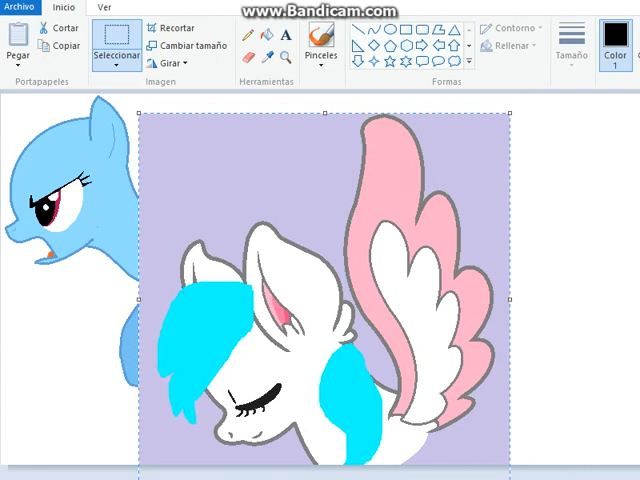 www.Bandicam.com
Archivo Inicio Ver
Pegar
Cortar
Copiar
Portapapeles
Seleccionar
Recortar
Cambiar tamaño
Girar
Imagen
A
Herramientas
Pinceles
Contorno
Rellenar
Formas
Tamaño
Color
1